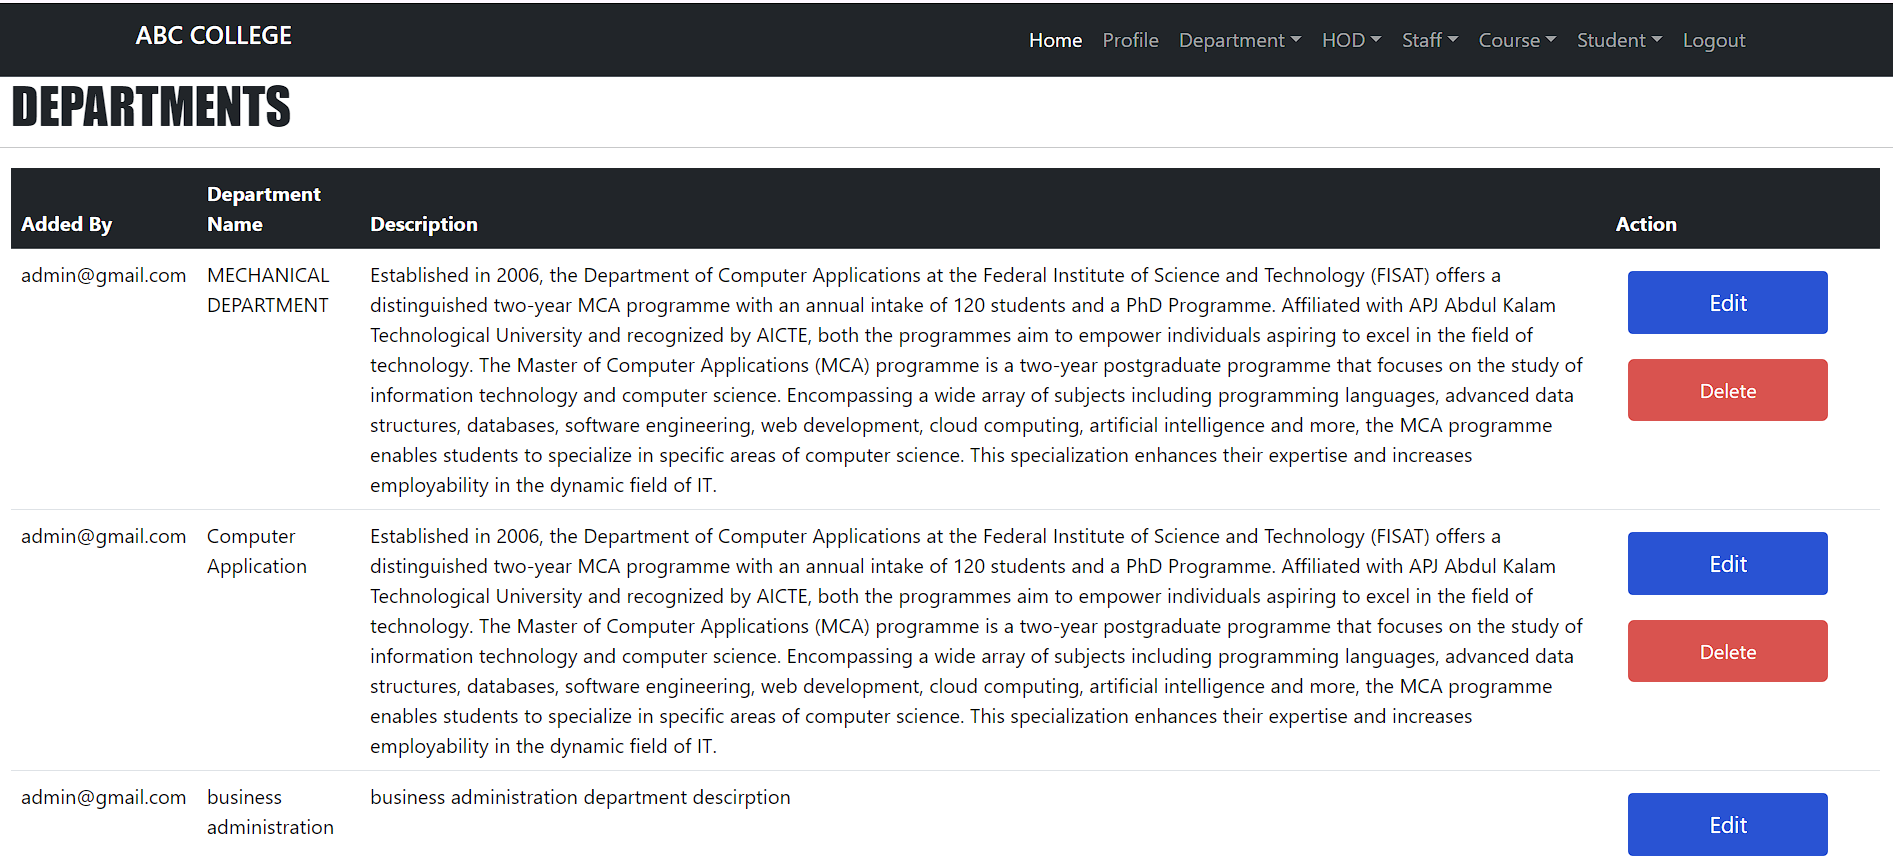 ABC COLLEGE
Home Profile Department HOD Staff Course Student Logout
DEPARTMENTS
Added By Department Name Description Action
admin@gmail.com MECHANICAL DEPARTMENT
Established in 2006, the Department of Computer Applications at the Federal Institute of Science and Technology (FISAT) offers a
distinguished two-year MCA programme with an annual intake of 120 students and a PhD Programme. Affiliated with APJ Abdul Kalam
Technological University and recognized by AICTE, both the programmes aim to empower individuals aspiring to excel in the field of
technology. The Master of Computer Applications (MCA) programme is a two-year postgraduate programme that focuses on the study of
information technology and computer science. Encompassing a wide array of subjects including programming languages, advanced data
structures, databases, software engineering, web development, cloud computing, artificial intelligence and more, the MCA programme
enables students to specialize in specific areas of computer science. This specialization enhances their expertise and increases
employability in the dynamic field of IT.
Edit
Delete
admin@gmail.com Computer Application
Established in 2006, the Department of Computer Applications at the Federal Institute of Science and Technology (FISAT) offers a
distinguished two-year MCA programme with an annual intake of 120 students and a PhD Programme. Affiliated with APJ Abdul Kalam
Technological University and recognized by AICTE, both the programmes aim to empower individuals aspiring to excel in the field of
technology. The Master of Computer Applications (MCA) programme is a two-year postgraduate programme that focuses on the study of
information technology and computer science. Encompassing a wide array of subjects including programming languages, advanced data
structures, databases, software engineering, web development, cloud computing, artificial intelligence and more, the MCA programme
enables students to specialize in specific areas of computer science. This specialization enhances their expertise and increases
employability in the dynamic field of IT.
Edit
Delete
admin@gmail.com business administration
business administration department descirption
Edit